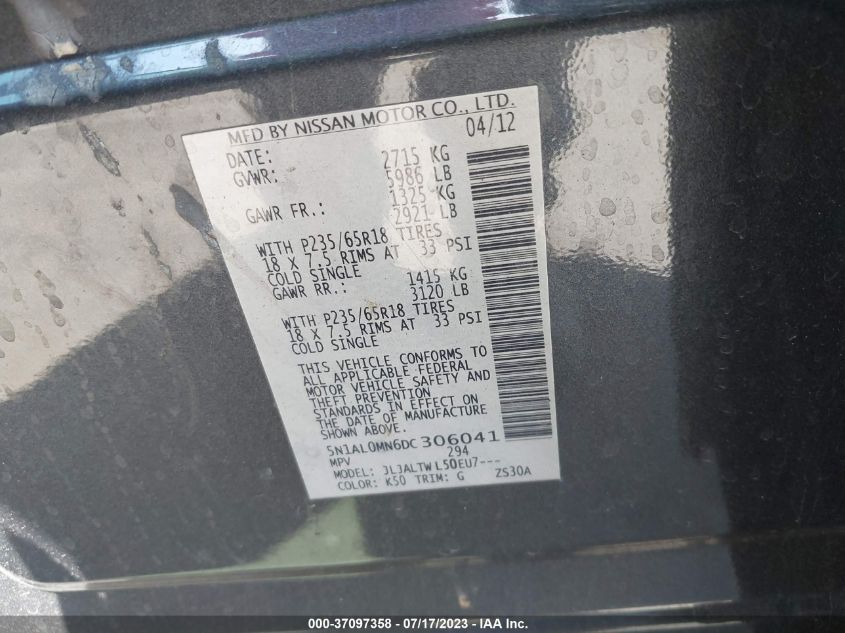 MFD BY NISSAN MOTOR CO., LTD.
DATE: 04/12
GVWR: 2715 KG
5986 LB
GAWR FR.: 1325 KG
2921 LB
WITH P235/65R18 TIRES
18 X 7.5 RIMS AT 33 PSI
COLD SINGLE
GAWR RR.: 1415 KG
3120 LB
WITH P235/65R18 TIRES
18 X 7.5 RIMS AT 33 PSI
COLD SINGLE
THIS VEHICLE CONFORMS TO
ALL APPLICABLE FEDERAL
MOTOR VEHICLE SAFETY AND
THEFT PREVENTION
STANDARDS IN EFFECT ON
THE DATE OF MANUFACTURE
SHOWN ABOVE.
5N1AL0MN6DC306041
MPV 294
MODEL: JLJALTWL50EU7---
COLOR: K50 TRIM: G ZS30A
000-37097358 - 07/17/2023 - IAA Inc.